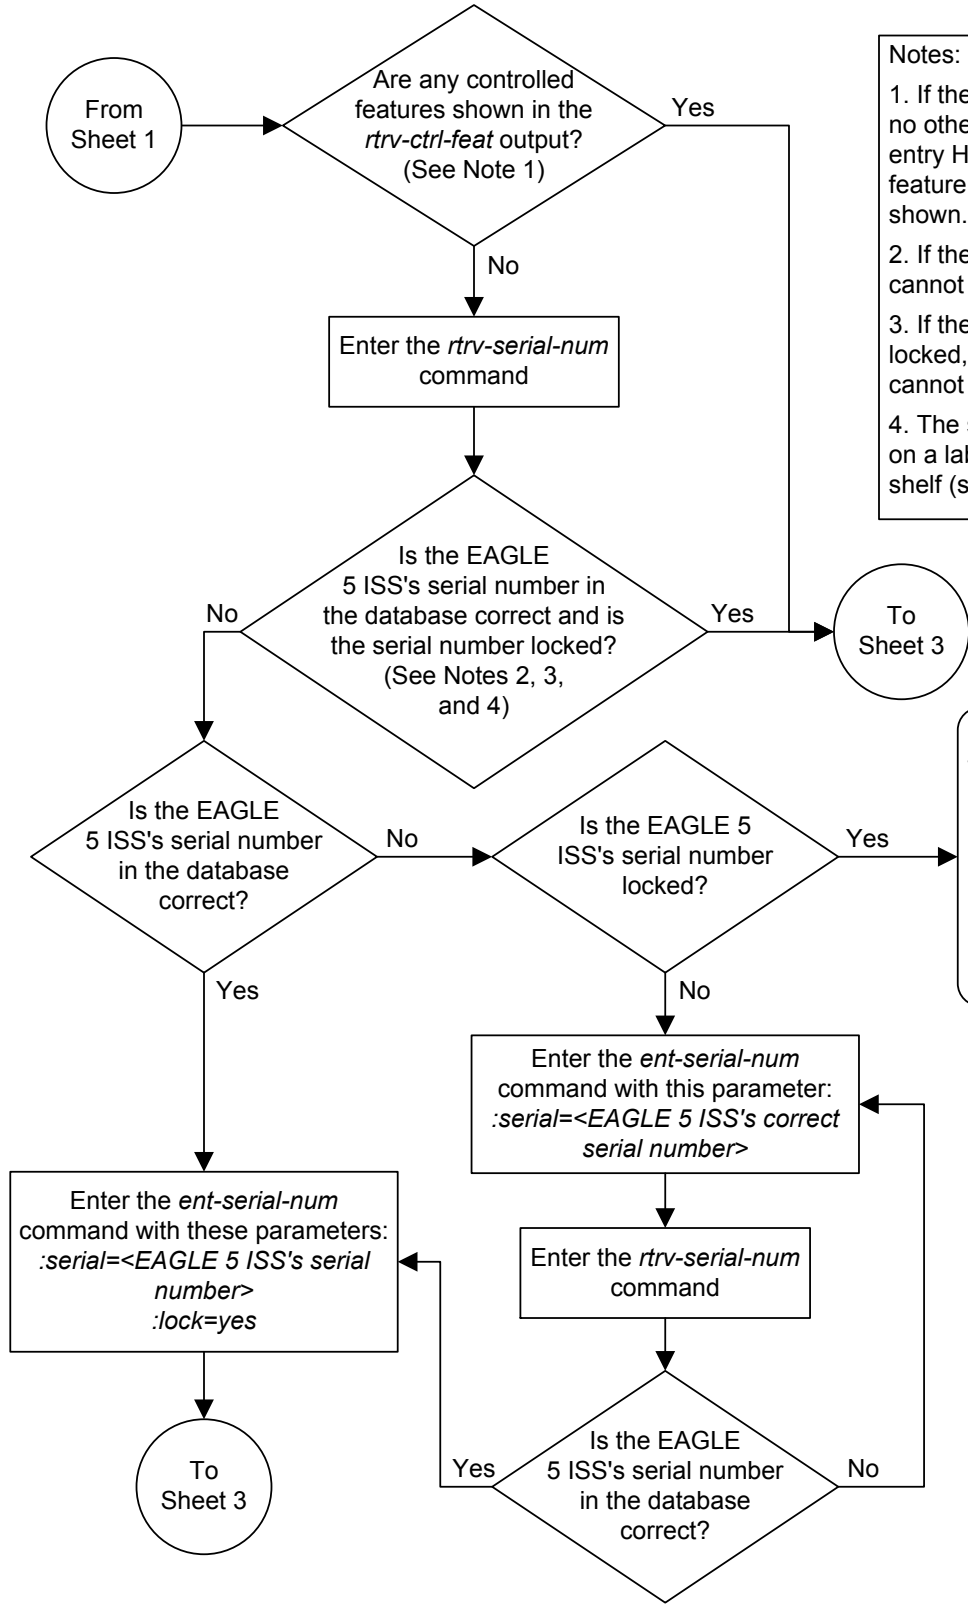 From
Sheet 1
Are any controlled
features shown in the
rtrv-ctrl-feat output?
(See Note 1)
Yes
No
Notes:
1. If the
no othe
entry H
feature
shown.
2. If the
cannot
3. If the
locked,
cannot
4. The
on a lab
shelf (s
Enter the rtrv-serial-num
command
Is the EAGLE
5 ISS's serial number in
the database correct and is
the serial number locked?
(See Notes 2, 3,
and 4)
No
Yes
To
Sheet 3
Is the EAGLE
5 ISS's serial number
in the database
correct?
No
Yes
Is the EAGLE 5
ISS's serial number
locked?
Yes
No
Enter the ent-serial-num
command with this parameter:
:serial=<EAGLE 5 ISS's correct
serial number>
Enter the ent-serial-num
command with these parameters:
:serial=<EAGLE 5 ISS's serial
number>
:lock=yes
Enter the rtrv-serial-num
command
To
Sheet 3
Is the EAGLE
5 ISS's serial number
in the database
correct?
Yes
No